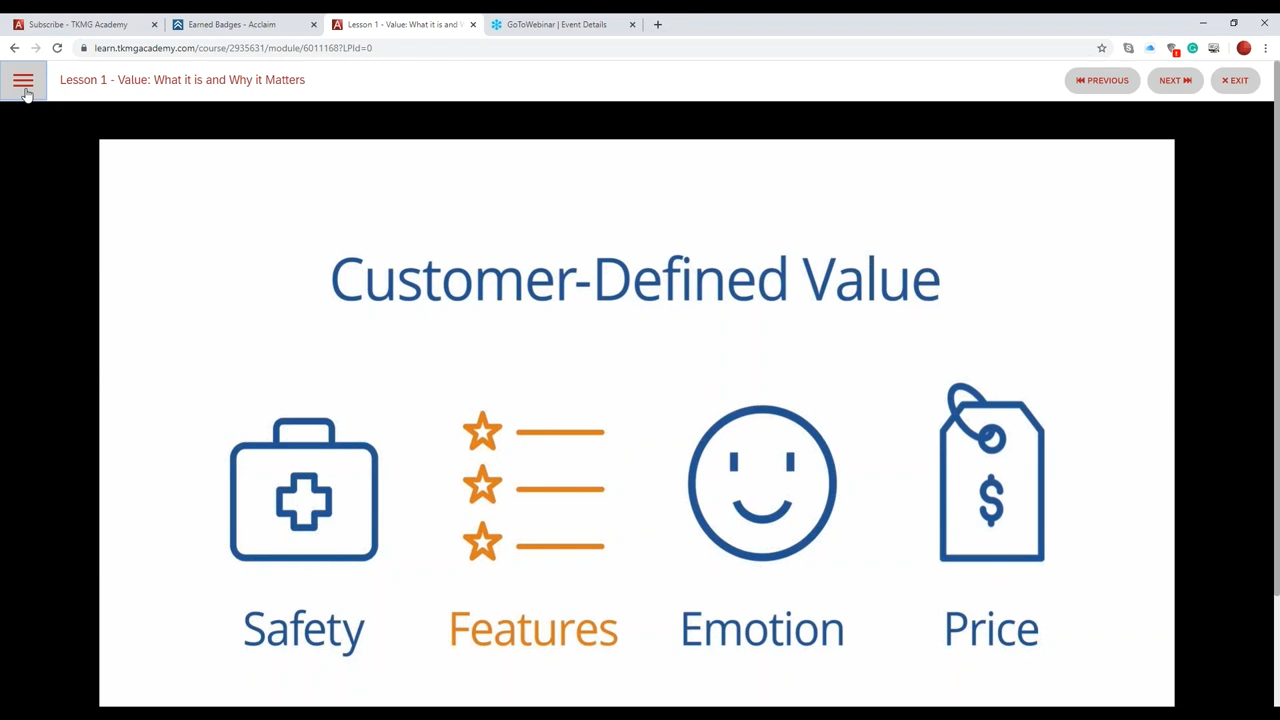 Subscribe - TKMG Academy
Earned Badges - Acclaim
Lesson 1 - Value: What it is and W
GoToWebinar | Event Details
learn.tkmgacademy.com/course/2935631/module/6011168?LPId=0
Lesson 1 - Value: What it is and Why it Matters
PREVIOUS
NEXT
EXIT
Customer-Defined Value
$
Safety
Features
Emotion
Price